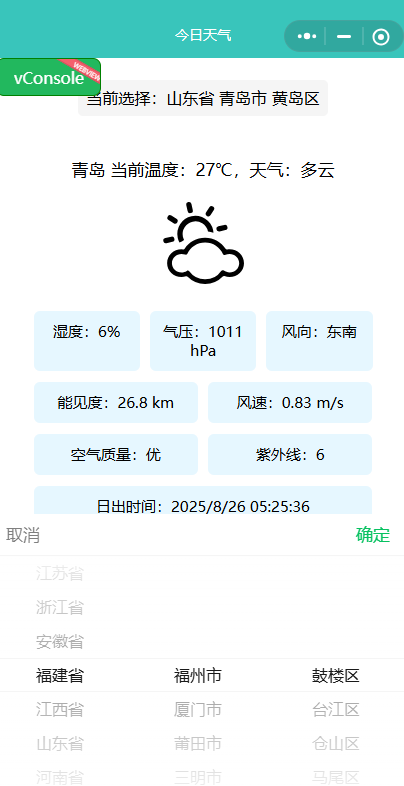 今日天气
vConsole
WEBVIEW
当前选择：山东省 青岛市 黄岛区
青岛 当前温度：27℃，天气：多云
湿度：6%
气压：1011 hPa
风向：东南
能见度：26.8 km
风速：0.83 m/s
空气质量：优
紫外线：6
日出时间：2025/8/26 05:25:36
取消
确定
江苏省
浙江省
安徽省
福建省 福州市 鼓楼区
江西省 厦门市 台江区
山东省 莆田市 仓山区
河南省 三明市 马尾区